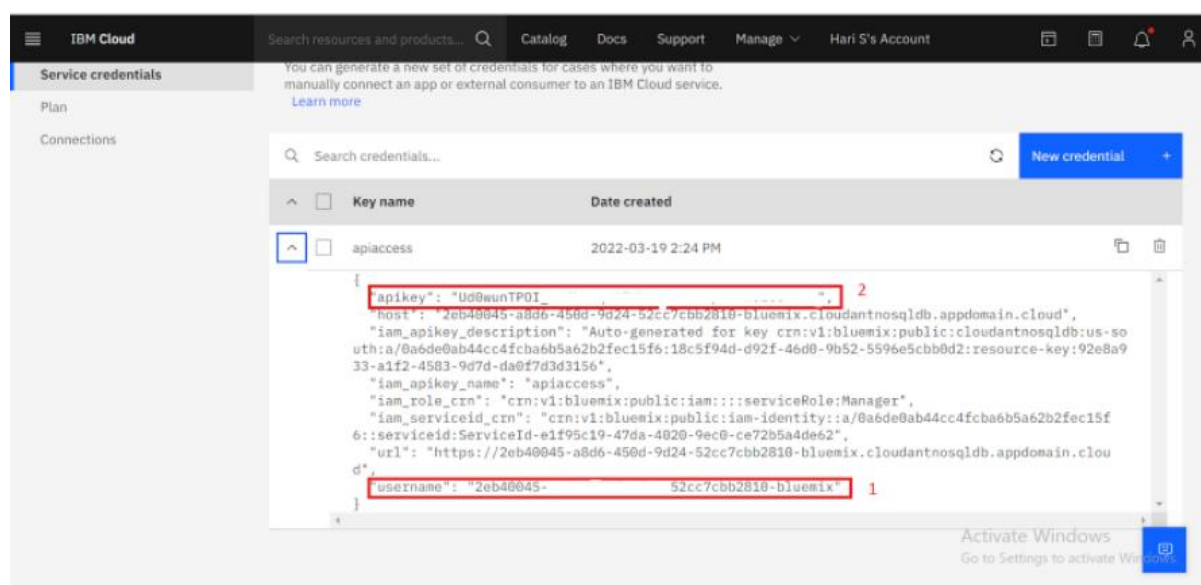 IBM Cloud
Search resources and products...
Catalog
Docs
Support
Manage
Hari S's Account
Service credentials
Plan
Connections
You can generate a new set of credentials for cases where you want to
manually connect an app or external consumer to an IBM Cloud service.
Learn more
Search credentials...
New credential +
Key name Date created
apiaccess 2022-03-19 2:24 PM
{
"apikey": "Ud0wunTPOI_ ", 2
"host": "2eb40045-a8d6-450d-9d24-52cc7cbb2810-bluemix.cloudantnosqldb.appdomain.cloud",
"iam_apikey_description": "Auto-generated for key crn:v1:bluemix:public:cloudantnosqldb:us-so
uth:a/0a6de0ab44cc4fcba6b5a62b2fec15f6:18c5f94d-d92f-46d0-9b52-5596e5cbb0d2:resource-key:92e8a9
33-a1f2-4583-9d7d-da0f7d3d3156",
"iam_apikey_name": "apiaccess",
"iam_role_crn": "crn:v1:bluemix:public:iam::::serviceRole:Manager",
"iam_serviceid_crn": "crn:v1:bluemix:public:iam-identity::a/0a6de0ab44cc4fcba6b5a62b2fec15f
6::serviceid:ServiceId-e1f95c19-47da-4020-9ec0-ce72b5a4de62",
"url": "https://2eb40045-a8d6-450d-9d24-52cc7cbb2810-bluemix.cloudantnosqldb.appdomain.clou
d",
"username": "2eb40045- 52cc7cbb2810-bluemix" 1
}
Activate Windows
Go to Settings to activate Windows.